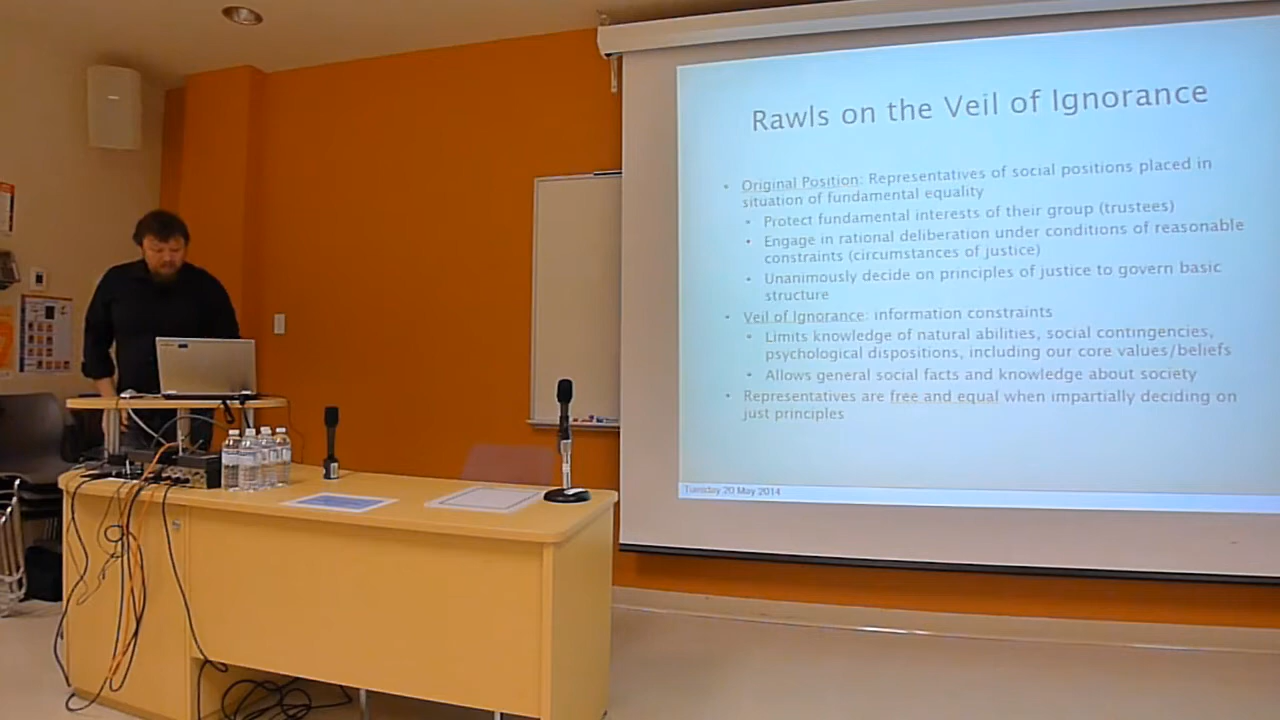 Rawls on the Veil of Ignorance
• Original Position: Representatives of social positions placed in
situation of fundamental equality
• Protect fundamental interests of their group (trustees)
• Engage in rational deliberation under conditions of reasonable
constraints (circumstances of justice)
• Unanimously decide on principles of justice to govern basic
structure
• Veil of Ignorance: information constraints
• Limits knowledge of natural abilities, social contingencies,
psychological dispositions, including our core values/beliefs
• Allows general social facts and knowledge about society
• Representatives are free and equal when impartially deciding on
just principles
Tuesday 20 May 2014